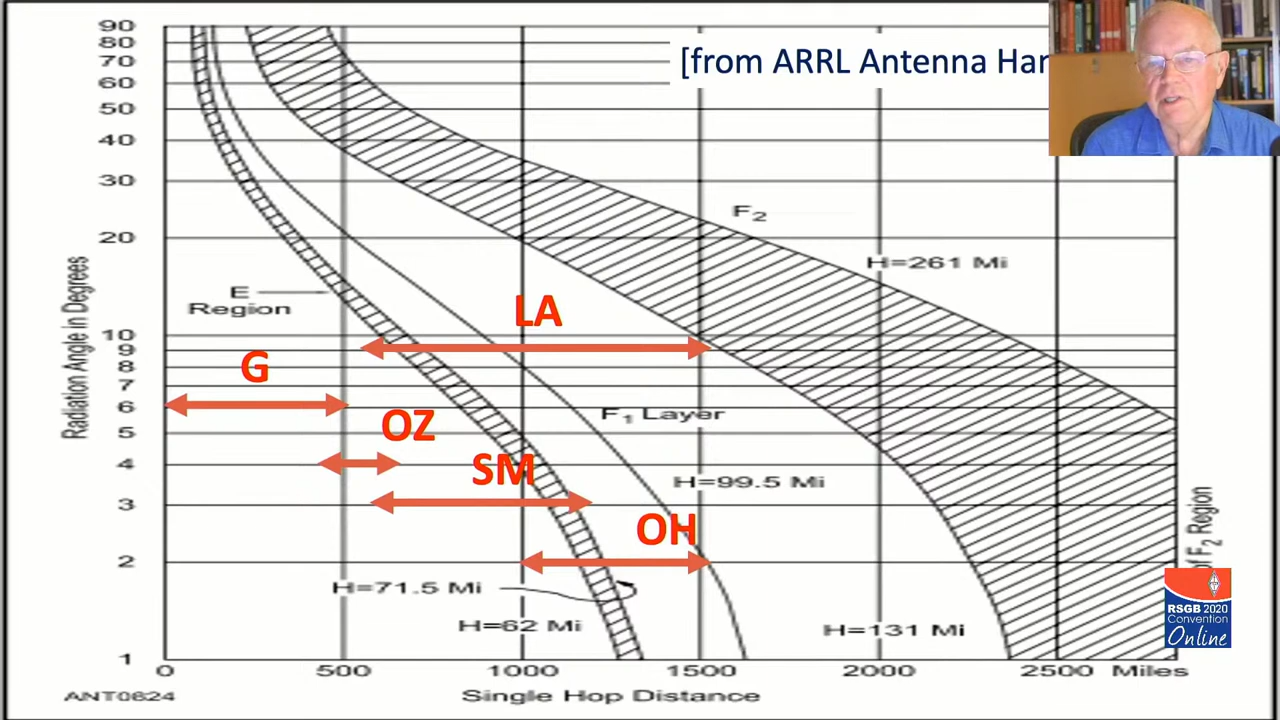 [from ARRL Antenna Han
90
80
70
60
50
40
30
20
10
9
8
7
6
5
4
3
2
1
Radiation Angle in Degrees
F2
H=261 Mi
E
Region
LA
G
F1 Layer
OZ
SM
H=99.5 Mi
OH
H=71.5 Mi
H=62 Mi
H=131 Mi
of F2 Region
RSGB 2020
Convention
Online
0 500 1000 1500 2000 2500 Miles
ANT0824
Single Hop Distance